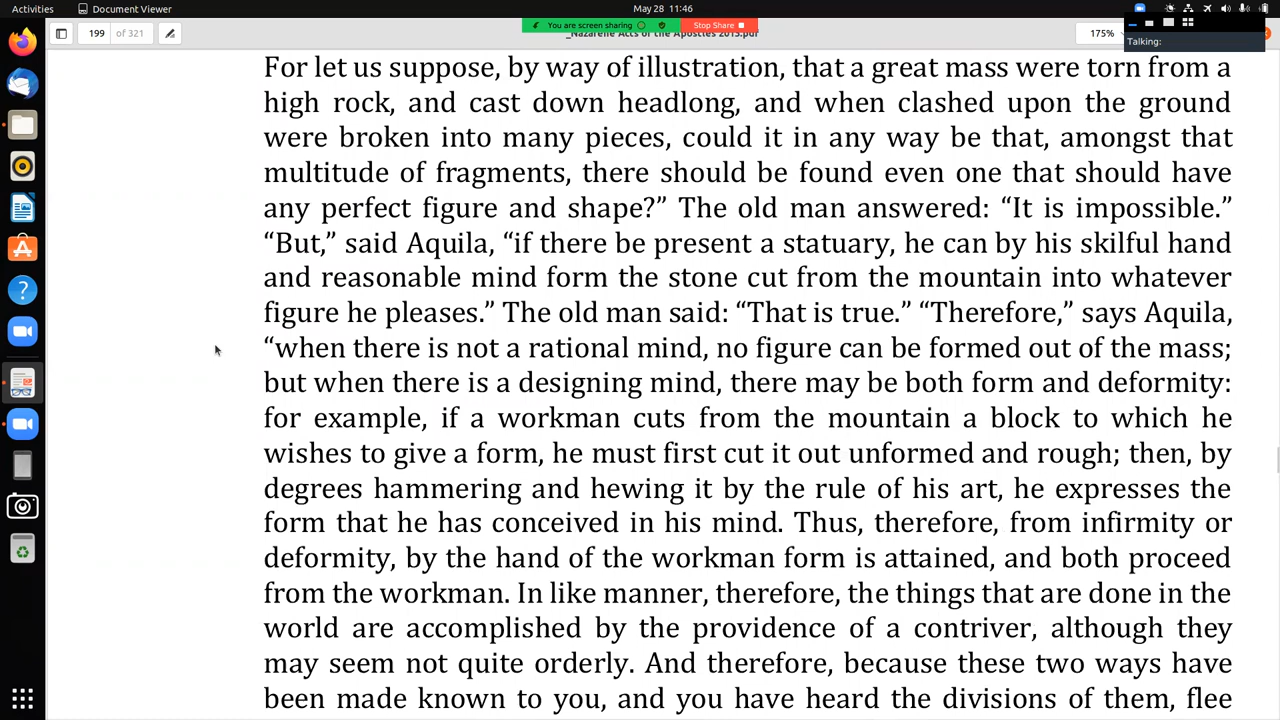 Activities
Document Viewer
May 28 11:46
You are screen sharing
Stop Share
199 of 321
_Nazarene Acts of the Apostles 2013.pdf
175%
Talking:
For let us suppose, by way of illustration, that a great mass were torn from a
high rock, and cast down headlong, and when clashed upon the ground
were broken into many pieces, could it in any way be that, amongst that
multitude of fragments, there should be found even one that should have
any perfect figure and shape?” The old man answered: “It is impossible.”
“But,” said Aquila, “if there be present a statuary, he can by his skilful hand
and reasonable mind form the stone cut from the mountain into whatever
figure he pleases.” The old man said: “That is true.” “Therefore,” says Aquila,
“when there is not a rational mind, no figure can be formed out of the mass;
but when there is a designing mind, there may be both form and deformity:
for example, if a workman cuts from the mountain a block to which he
wishes to give a form, he must first cut it out unformed and rough; then, by
degrees hammering and hewing it by the rule of his art, he expresses the
form that he has conceived in his mind. Thus, therefore, from infirmity or
deformity, by the hand of the workman form is attained, and both proceed
from the workman. In like manner, therefore, the things that are done in the
world are accomplished by the providence of a contriver, although they
may seem not quite orderly. And therefore, because these two ways have
been made known to you, and you have heard the divisions of them, flee